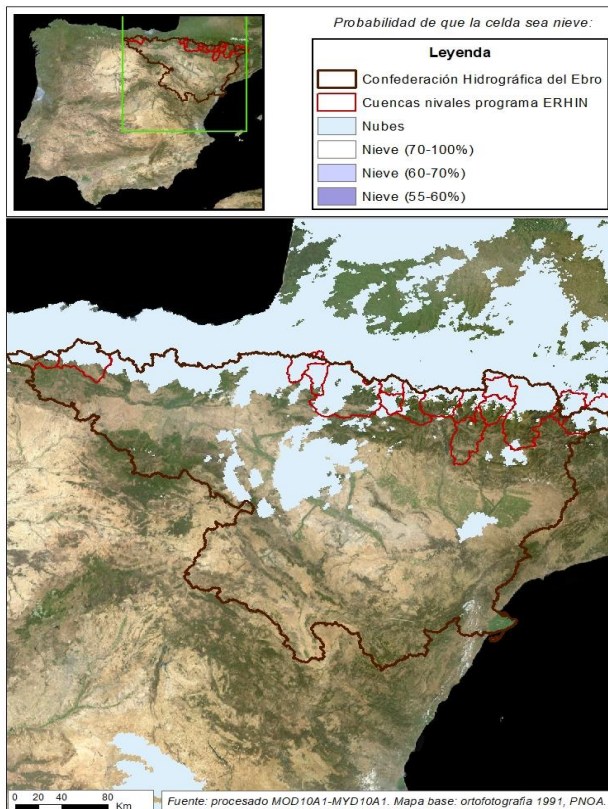 Probabilidad de que la celda sea nieve:
Leyenda
Confederación Hidrográfica del Ebro
Cuencas nivales programa ERHIN
Nubes
Nieve (70-100%)
Nieve (60-70%)
Nieve (55-60%)
0 20 40 80
Km
Fuente: procesado MOD10A1-MYD10A1. Mapa base: ortofotografia 1991, PNOA